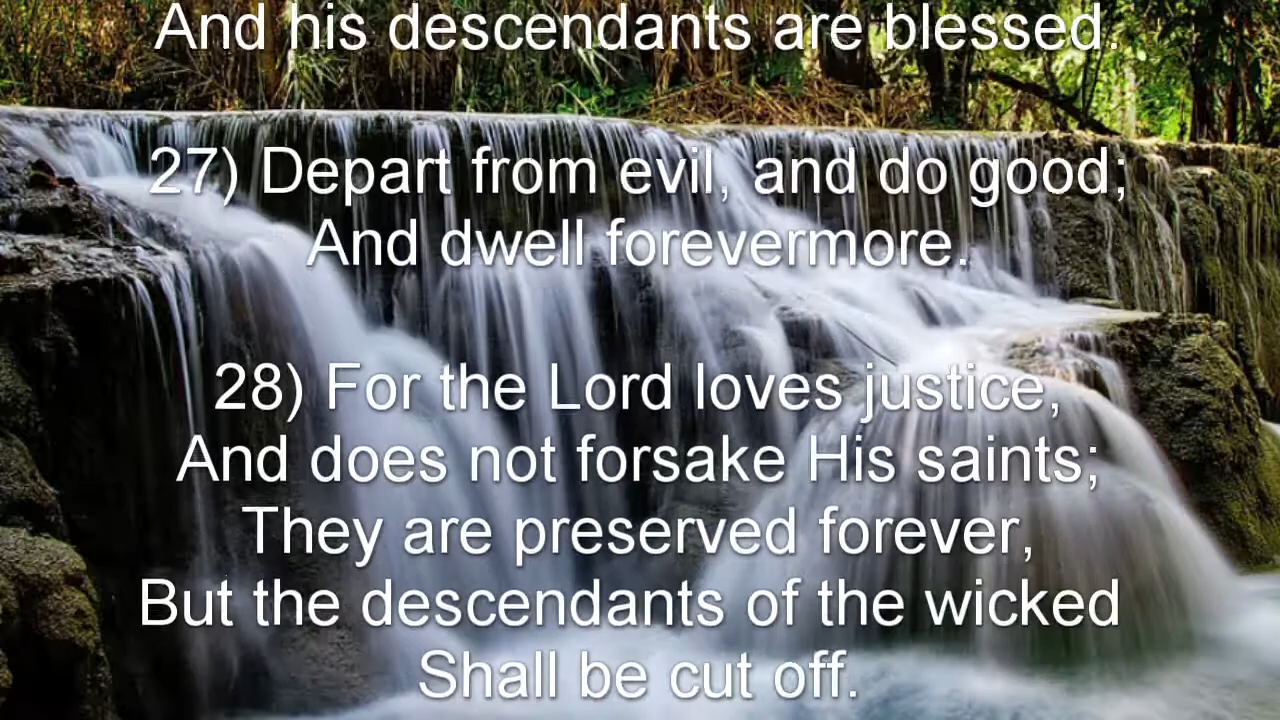 And his descendants are blessed.
27) Depart from evil, and do good;
And dwell forevermore.
28) For the Lord loves justice,
And does not forsake His saints;
They are preserved forever,
But the descendants of the wicked
Shall be cut off.